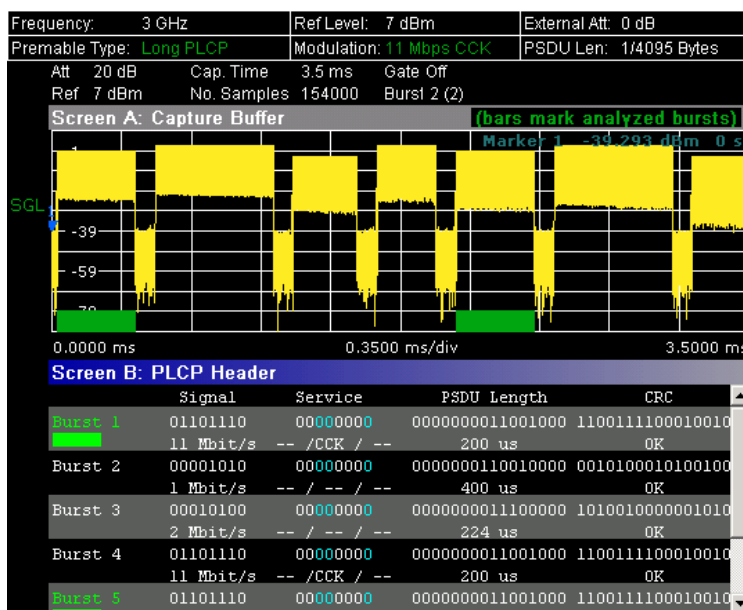 Frequency: 3 GHz Ref Level: 7 dBm External Att: 0 dB
Premable Type: Long PLCP Modulation: 11 Mbps CCK PSDU Len: 1/4095 Bytes
Att 20 dB Cap. Time 3.5 ms Gate Off
Ref 7 dBm No. Samples 154000 Burst 2 (2)
Screen A: Capture Buffer (bars mark analyzed bursts)
Marker 1 -39.293 dBm 0 s
1
SGL
1
-39
-59
-79
0.0000 ms 0.3500 ms/div 3.5000 ms
Screen B: PLCP Header
Signal Service PSDU Length CRC
Burst 1 01101110 00000000 0000000011001000 1100111100010010
11 Mbit/s -- /CCK / -- 200 us OK
Burst 2 00001010 00000000 0000000110010000 0010100010100100
1 Mbit/s -- / -- / -- 400 us OK
Burst 3 00010100 00000000 0000000011100000 1010010000001010
2 Mbit/s -- / -- / -- 224 us OK
Burst 4 01101110 00000000 0000000011001000 1100111100010010
11 Mbit/s -- /CCK / -- 200 us OK
Burst 5 01101110 00000000 0000000011001000 1100111100010010